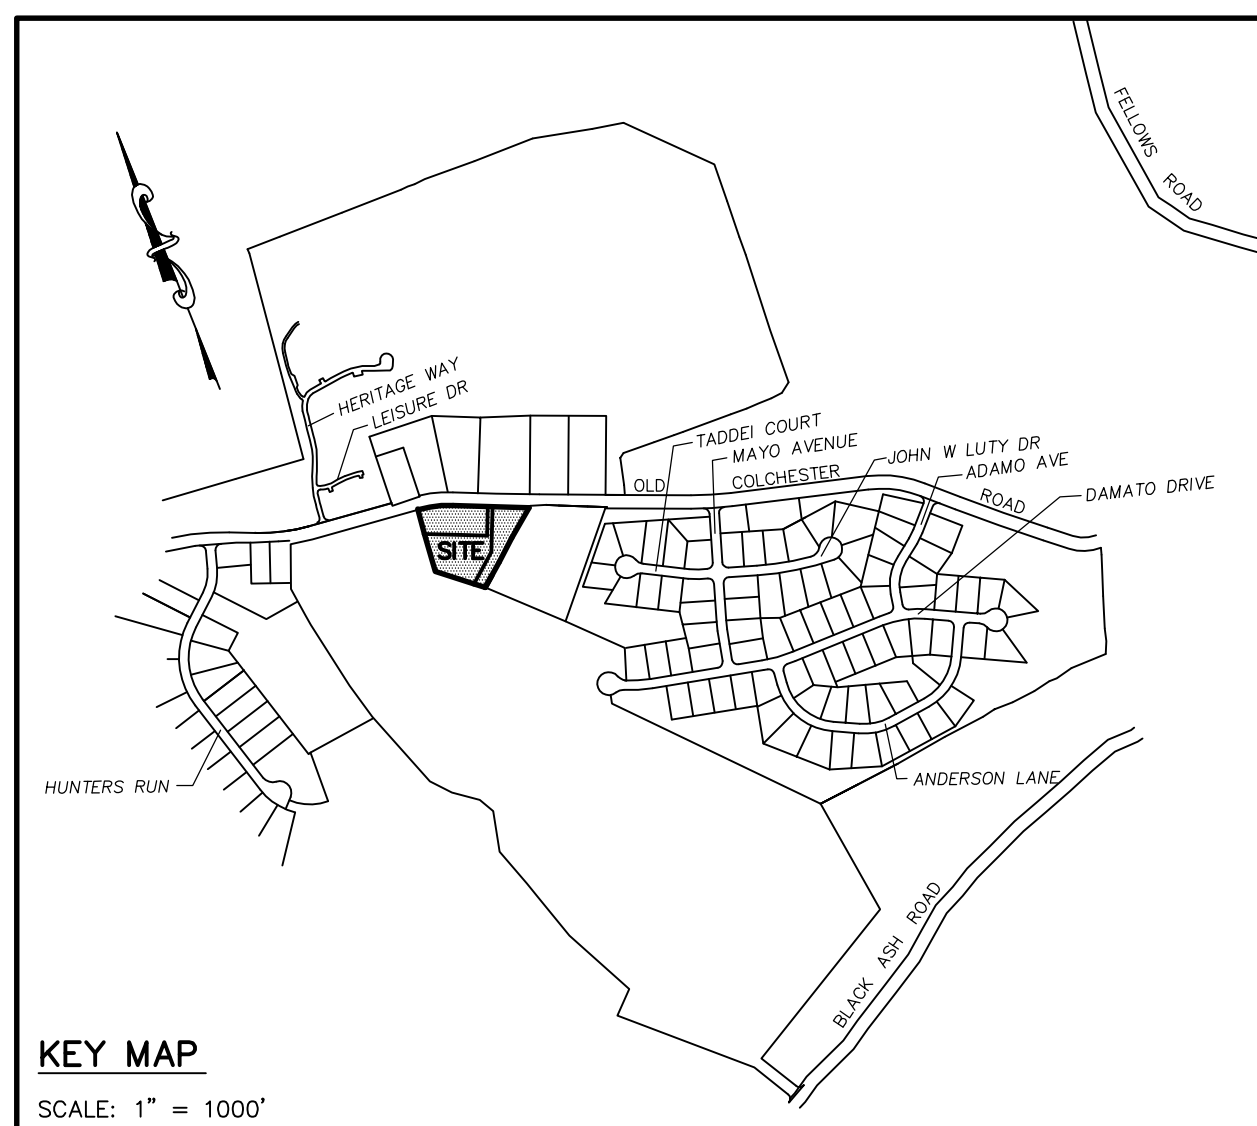 FELLOWS ROAD
HERITAGE WAY
LEISURE DR
TADDEI COURT
MAYO AVENUE
JOHN W LUTY DR
ADAMO AVE
OLD COLCHESTER ROAD
DAMATO DRIVE
SITE
HUNTERS RUN
ANDERSON LANE
BLACK ASH ROAD
KEY MAP
SCALE: 1" = 1000'